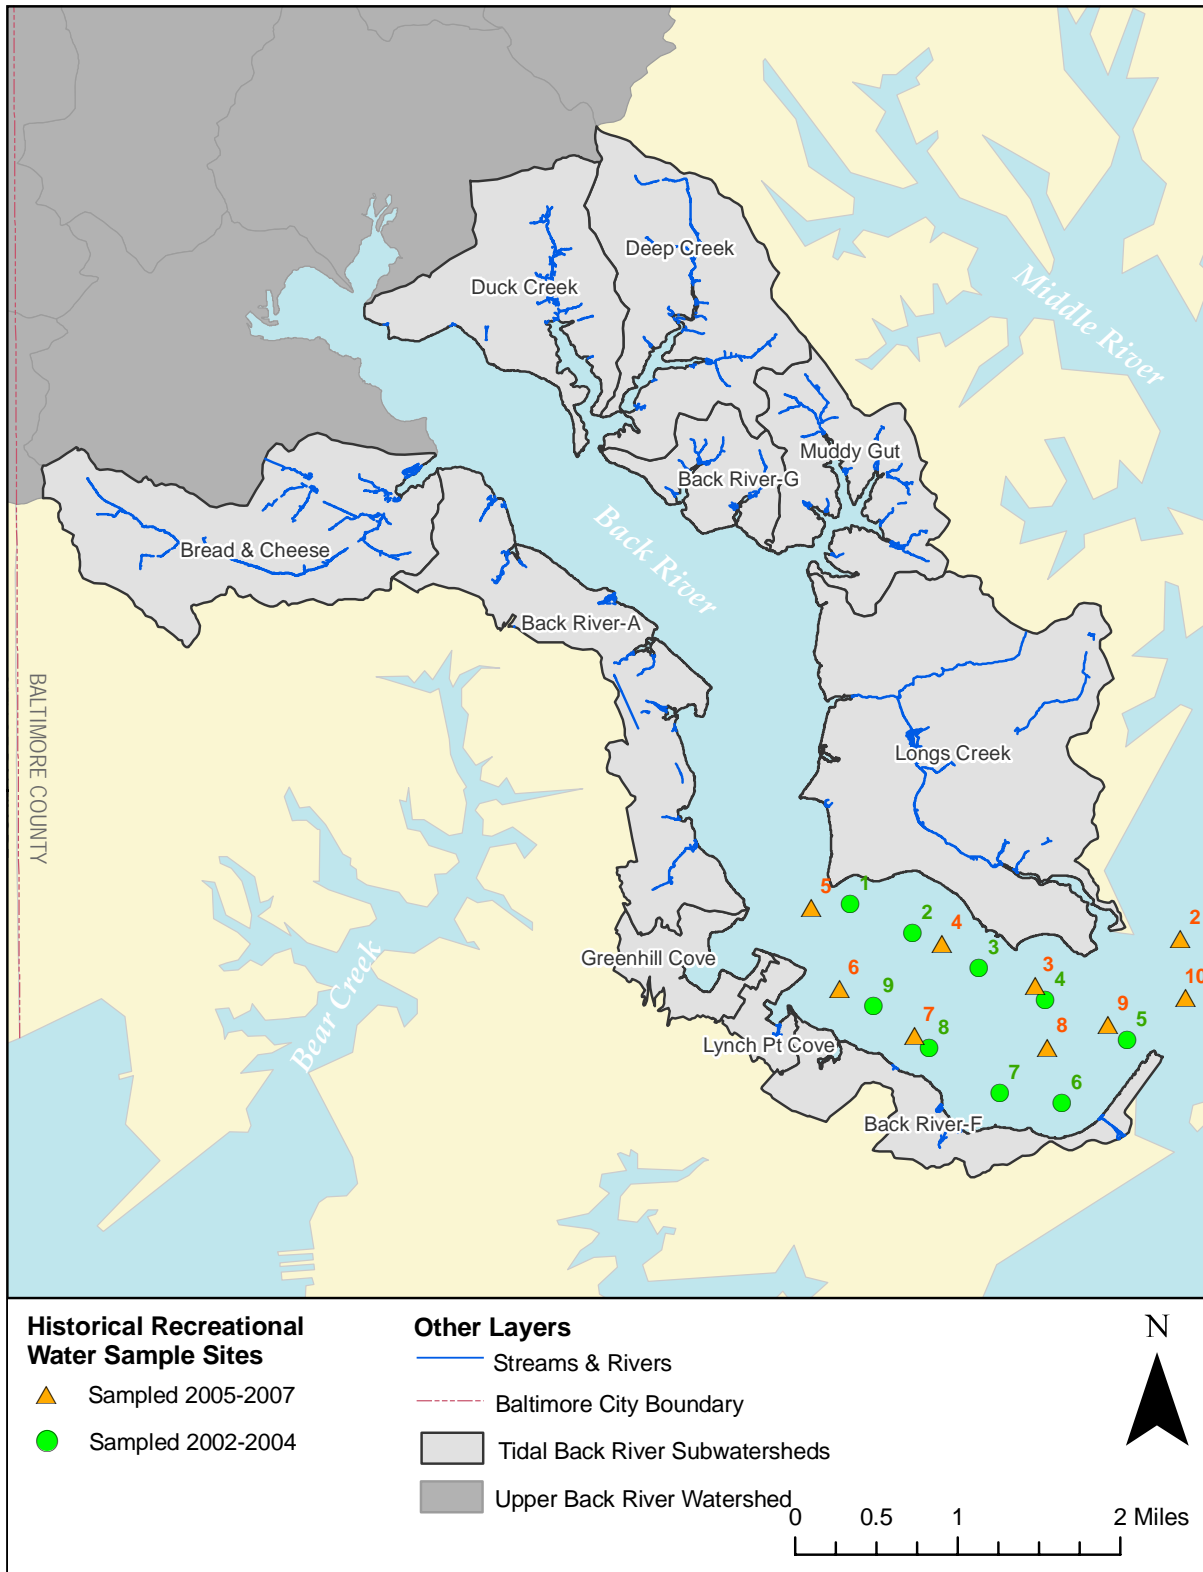 Deep Creek
Duck Creek
Middle River
Muddy Gut
Back River-G
Back River
Bread & Cheese
Back River-A
BALTIMORE COUNTY
Longs Creek
5
1
2
4
2
3
Greenhill Cove
6
9
3
4
10
Bear Creek
7
8
Lynch Pt Cove
8
9
5
7
6
Back River-F
Historical Recreational
Water Sample Sites
Sampled 2005-2007
Sampled 2002-2004
Other Layers
Streams & Rivers
Baltimore City Boundary
Tidal Back River Subwatersheds
Upper Back River Watershed
N
0 0.5 1 2 Miles